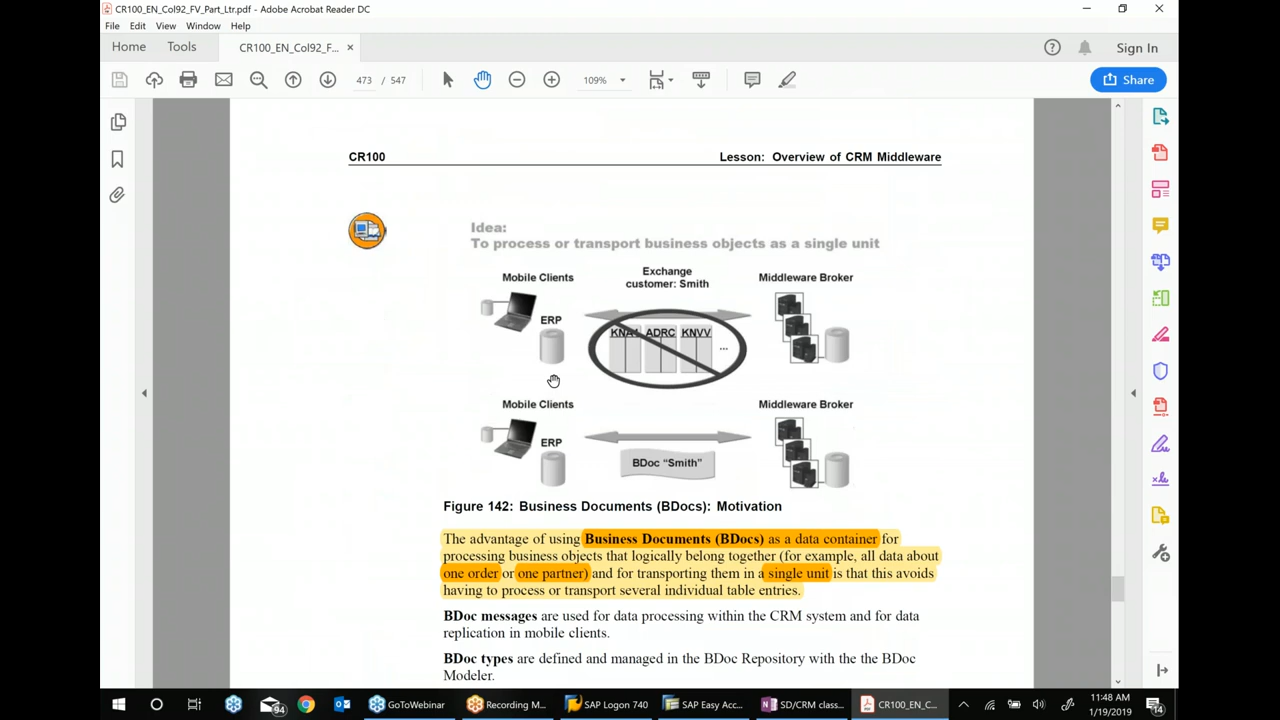 CR100_EN_Col92_FV_Part_Ltr.pdf - Adobe Acrobat Reader DC
File Edit View Window Help
Home Tools CR100_EN_Col92_F... × Sign In
473 / 547 109% Share
CR100 Lesson: Overview of CRM Middleware
Idea:
To process or transport business objects as a single unit
Mobile Clients Exchange customer: Smith Middleware Broker
ERP
KNA1 ADRC KNVV
...
Mobile Clients Middleware Broker
ERP
BDoc “Smith”
Figure 142: Business Documents (BDocs): Motivation
The advantage of using Business Documents (BDocs) as a data container for
processing business objects that logically belong together (for example, all data about
one order or one partner) and for transporting them in a single unit is that this avoids
having to process or transport several individual table entries.
BDoc messages are used for data processing within the CRM system and for data
replication in mobile clients.
BDoc types are defined and managed in the BDoc Repository with the the BDoc
Modeler.
94 GoToWebinar Recording M... SAP Logon 740 SAP Easy Acc... SD/CRM class... CR100_EN_C... 11:48 AM
1/19/2019 14